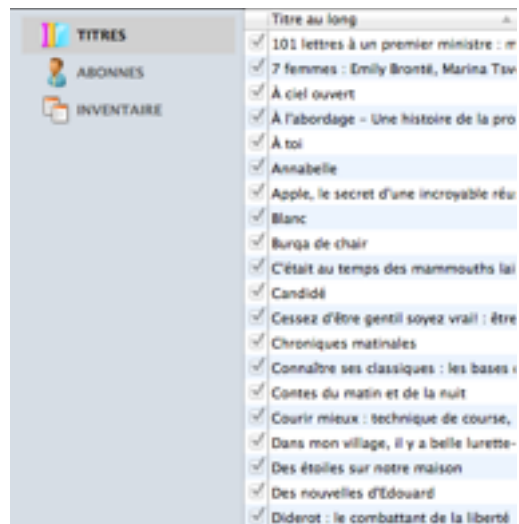 TITRES
ABONNES
INVENTAIRE
Titre au long
101 lettres à un premier ministre : m
7 femmes : Emily Brontë, Marina Tsv
À ciel ouvert
À l'abordage – Une histoire de la pro
À toi
Annabelle
Apple, le secret d'une incroyable réu
Blanc
Burqa de chair
C'était au temps des mammouths lai
Candidé
Cessez d'être gentil soyez vrai! : être
Chroniques matinales
Connaître ses classiques : les bases
Contes du matin et de la nuit
Courir mieux : technique de course,
Dans mon village, il y a belle lurette-
Des étoiles sur notre maison
Des nouvelles d'Edouard
Diderot : le combattant de la liberté